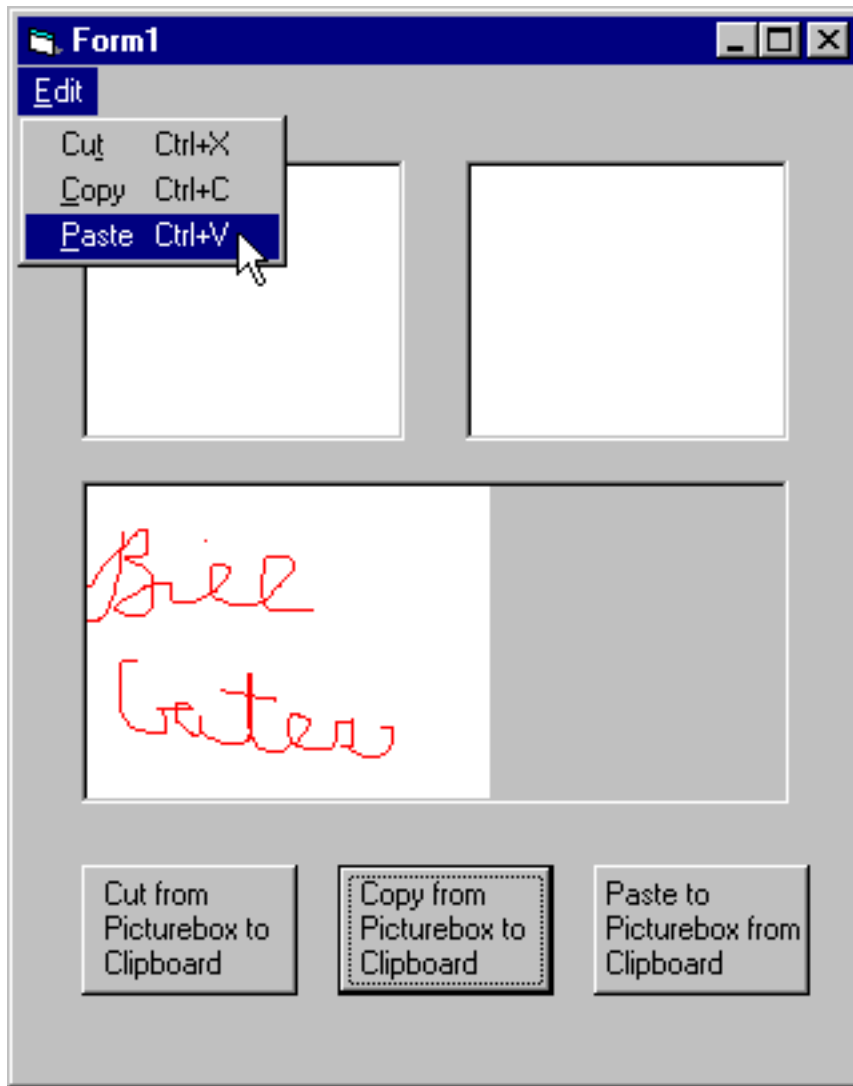 Form1
Edit
Cut Ctrl+X
Copy Ctrl+C
Paste Ctrl+V
Bill
Gates
Cut from
Picturebox to
Clipboard
Copy from
Picturebox to
Clipboard
Paste to
Picturebox from
Clipboard